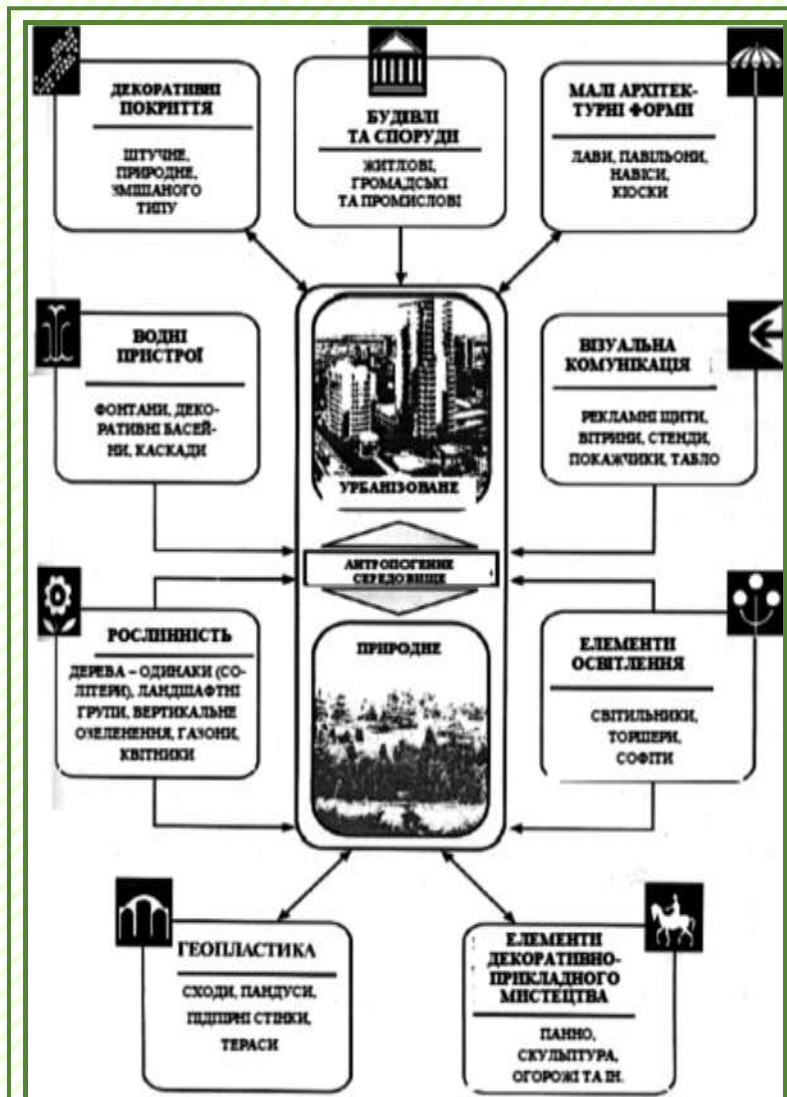 ДЕКОРАТИВНІ
ПОКРИТТЯ
ШТУЧНЕ,
ПРИРОДНЕ,
ЗМІШАНОГО
ТИПУ
БУДІВЛІ
ТА СПОРУДИ
ЖИТЛОВІ,
ГРОМАДСЬКІ
ТА ПРОМИСЛОВІ
МАЛІ АРХІТЕК-
ТУРНІ ФОРМИ
ЛАВИ, ПАВІЛЬОНИ,
НАВІСИ,
КІОСКИ
ВОДНІ
ПРИСТРОЇ
ФОНТАНИ, ДЕКО-
РАТИВНІ БАСЕЙ-
НИ, КАСКАДИ
УРБАНІЗОВАНЕ
ВІЗУАЛЬНА
КОМУНІКАЦІЯ
РЕКЛАМНІ ЩИТИ,
ВІТРИНИ, СТЕНДИ,
ПОКАЖЧИКИ, ТАБЛО
АНТРОПОГЕННЕ
СЕРЕДОВИЩЕ
РОСЛИННІСТЬ
ДЕРЕВА – ОДИНАКИ (СО-
ЛІТЕРИ), ЛАНДШАФТНІ
ГРУПИ, ВЕРТИКАЛЬНЕ
ОЗЕЛЕНЕННЯ, ГАЗОНИ,
КВІТНИКИ
ПРИРОДНЕ
ЕЛЕМЕНТИ
ОСВІТЛЕННЯ
СВІТИЛЬНИКИ,
ТОРШЕРИ,
СОФІТИ
ГЕОПЛАСТИКА
СХОДИ, ПАНДУСИ,
ПІДПІРНІ СТІНКИ,
ТЕРАСИ
ЕЛЕМЕНТИ
ДЕКОРАТИВНО-
ПРИКЛАДНОГО
МИСТЕЦТВА
ПАННО,
СКУЛЬПТУРА,
ОГОРОЖІ ТА ІН.